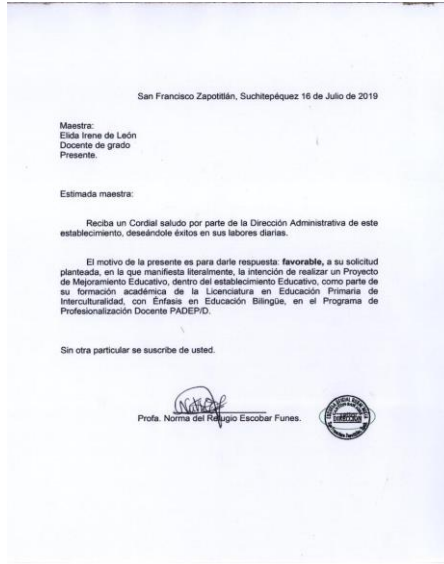 San Francisco Zapotitlán, Suchitepéquez 16 de Julio de 2019
Maestra:
Elida Irene de León
Docente de grado
Presente.
Estimada maestra:
Reciba un Cordial saludo por parte de la Dirección Administrativa de este
establecimiento, deseándole éxitos en sus labores diarias.
El motivo de la presente es para darle respuesta: favorable, a su solicitud
planteada, en la que manifiesta literalmente, la intención de realizar un Proyecto
de Mejoramiento Educativo, dentro del establecimiento Educativo, como parte de
su formación académica de la Licenciatura en Educación Primaria de
Interculturalidad, con Énfasis en Educación Bilingüe, en el Programa de
Profesionalización Docente PADEP/D.
Sin otra particular se suscribe de usted.
Profa. Norma del Refugio Escobar Funes.